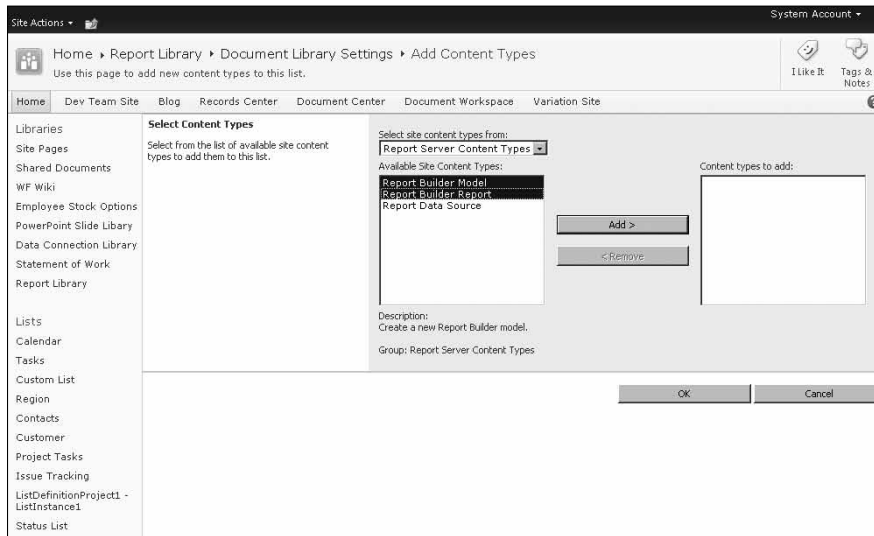 Site Actions
System Account
Home ▸ Report Library ▸ Document Library Settings ▸ Add Content Types
Use this page to add new content types to this list.
I Like It
Tags &
Notes
Home Dev Team Site Blog Records Center Document Center Document Workspace Variation Site
Libraries
Site Pages
Shared Documents
WF Wiki
Employee Stock Options
PowerPoint Slide Libary
Data Connection Library
Statement of Work
Report Library
Lists
Calendar
Tasks
Custom List
Region
Contacts
Customer
Project Tasks
Issue Tracking
ListDefinitionProject1 -
ListInstance1
Status List
Select Content Types
Select from the list of available site content
types to add them to this list.
Select site content types from:
Report Server Content Types
Available Site Content Types:
Report Builder Model
Report Builder Report
Report Data Source
Add >
< Remove
Content types to add:
Description:
Create a new Report Builder model.
Group: Report Server Content Types
OK
Cancel